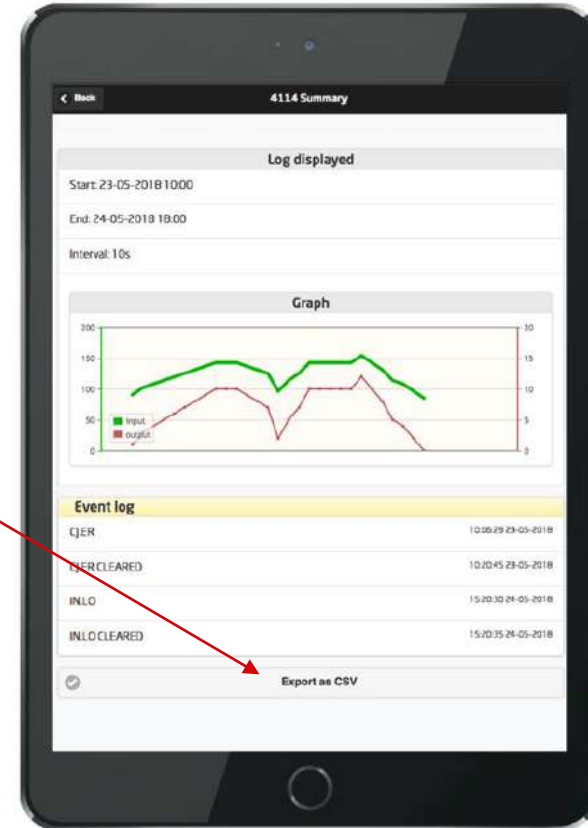 Back
4114 Summary
Log displayed
Start: 23-05-2018 10:00
End: 24-05-2018 18:00
Interval: 10s
Graph
200
150
100
50
0
Input
output
15
10
5
0
Event log
CJER 10:06:29 23-05-2018
CJER CLEARED 10:20:45 23-05-2018
IN.LO 15:20:30 24-05-2018
IN.LO CLEARED 15:20:35 24-05-2018
Export as CSV